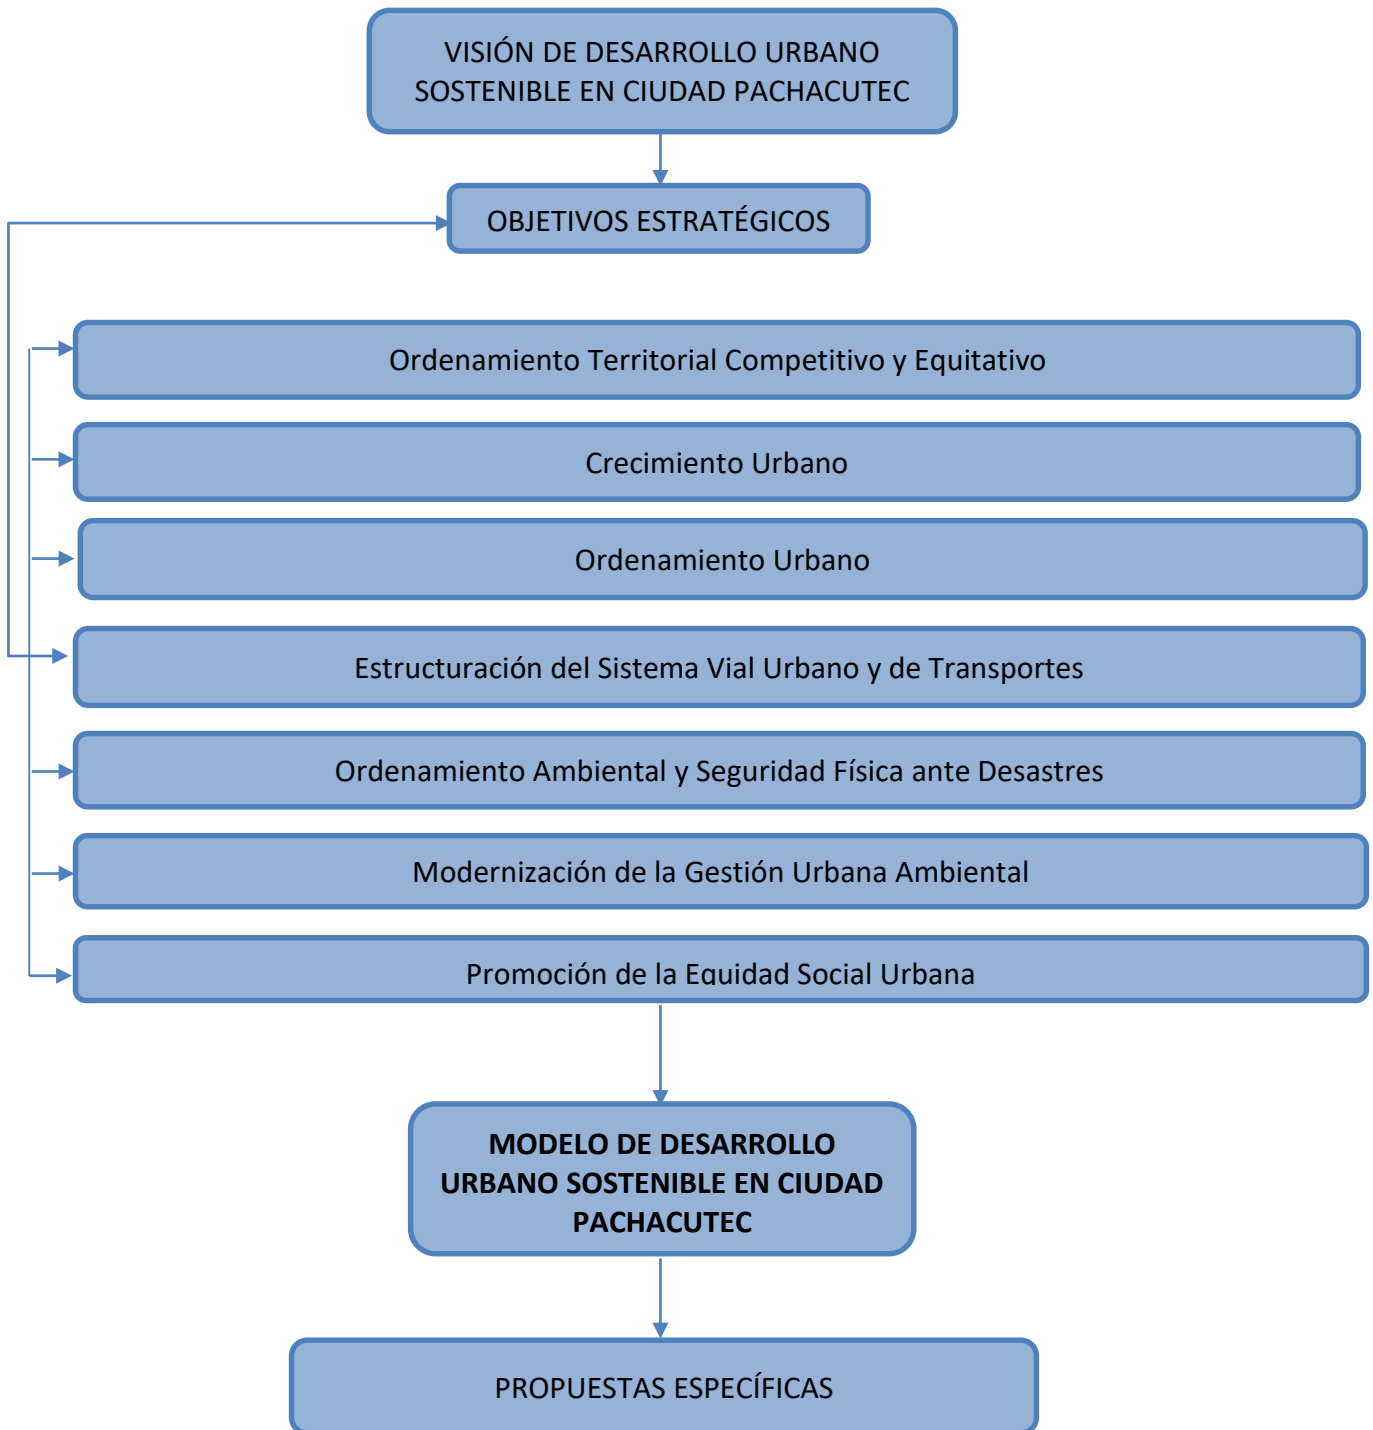 VISIÓN DE DESARROLLO URBANO
SOSTENIBLE EN CIUDAD PACHACUTEC
OBJETIVOS ESTRATÉGICOS
Ordenamiento Territorial Competitivo y Equitativo
Crecimiento Urbano
Ordenamiento Urbano
Estructuración del Sistema Vial Urbano y de Transportes
Ordenamiento Ambiental y Seguridad Física ante Desastres
Modernización de la Gestión Urbana Ambiental
Promoción de la Equidad Social Urbana
MODELO DE DESARROLLO
URBANO SOSTENIBLE EN CIUDAD
PACHACUTEC
PROPUESTAS ESPECÍFICAS